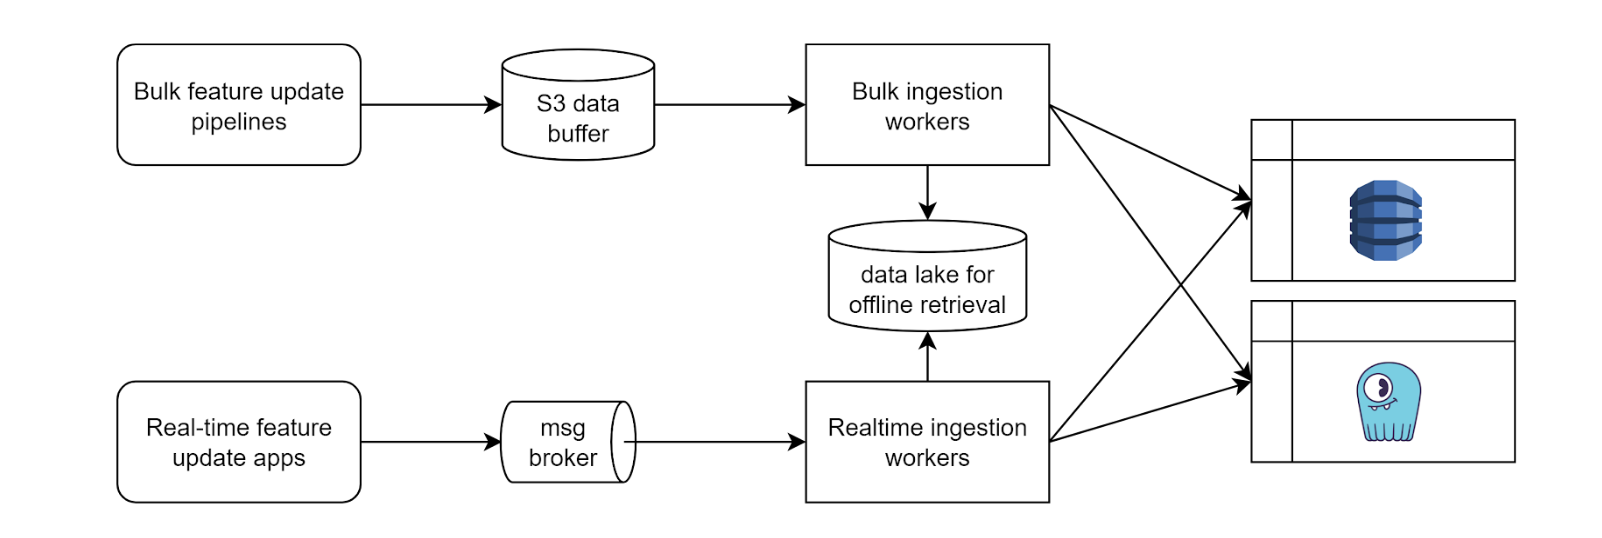 Bulk feature update
pipelines
S3 data
buffer
Bulk ingestion
workers
data lake for
offline retrieval
Real-time feature
update apps
msg
broker
Realtime ingestion
workers